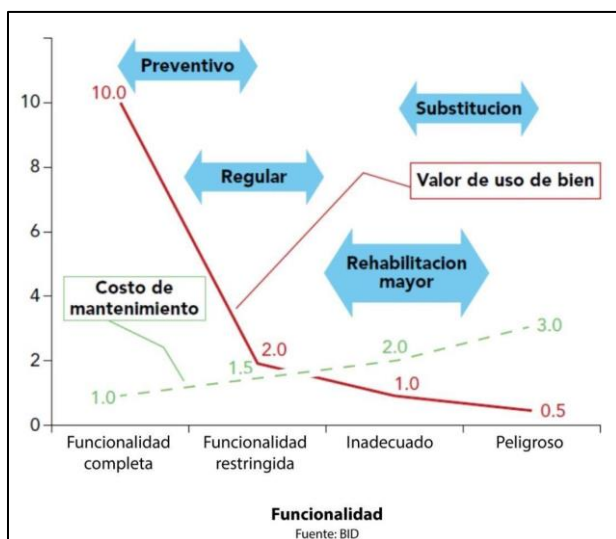 12
10
8
6
4
2
0
Preventivo
Substitucion
10.0
Regular
Valor de uso de bien
Rehabilitacion
mayor
Costo de
mantenimiento
1.0
1.5
2.0
2.0
1.0
3.0
0.5
Funcionalidad
completa
Funcionalidad
restringida
Inadecuado
Peligroso
Funcionalidad
Fuente: BID